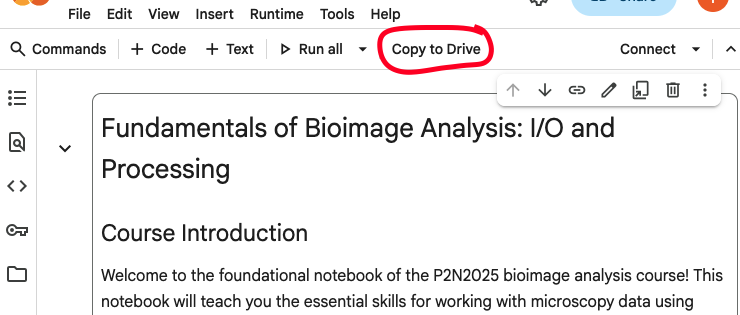 File Edit View Insert Runtime Tools Help
Commands + Code + Text Run all Copy to Drive Connect
Fundamentals of Bioimage Analysis: I/O and
Processing
Course Introduction
Welcome to the foundational notebook of the P2N2025 bioimage analysis course! This
notebook will teach you the essential skills for working with microscopy data using